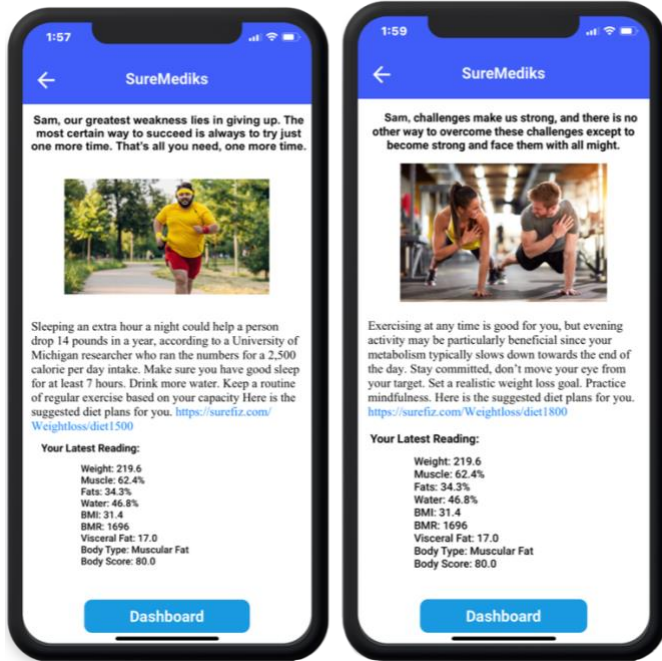 1:57
SureMediks
Sam, our greatest weakness lies in giving up. The
most certain way to succeed is always to try just
one more time. That's all you need, one more time.
Sleeping an extra hour a night could help a person
drop 14 pounds in a year, according to a University of
Michigan researcher who ran the numbers for a 2,500
calorie per day intake. Make sure you have good sleep
for at least 7 hours. Drink more water. Keep a routine
of regular exercise based on your capacity Here is the
suggested diet plans for you. https://surefiz.com/
Weightloss/diet1500
Your Latest Reading:
Weight: 219.6
Muscle: 62.4%
Fats: 34.3%
Water: 46.8%
BMI: 31.4
BMR: 1696
Visceral Fat: 17.0
Body Type: Muscular Fat
Body Score: 80.0
Dashboard
1:59
SureMediks
Sam, challenges make us strong, and there is no
other way to overcome these challenges except to
become strong and face them with all might.
Exercising at any time is good for you, but evening
activity may be particularly beneficial since your
metabolism typically slows down towards the end of
the day. Stay committed, don't move your eye from
your target. Set a realistic weight loss goal. Practice
mindfulness. Here is the suggested diet plans for you.
https://surefiz.com/Weightloss/diet1800
Your Latest Reading:
Weight: 219.6
Muscle: 62.4%
Fats: 34.3%
Water: 46.8%
BMI: 31.4
BMR: 1696
Visceral Fat: 17.0
Body Type: Muscular Fat
Body Score: 80.0
Dashboard